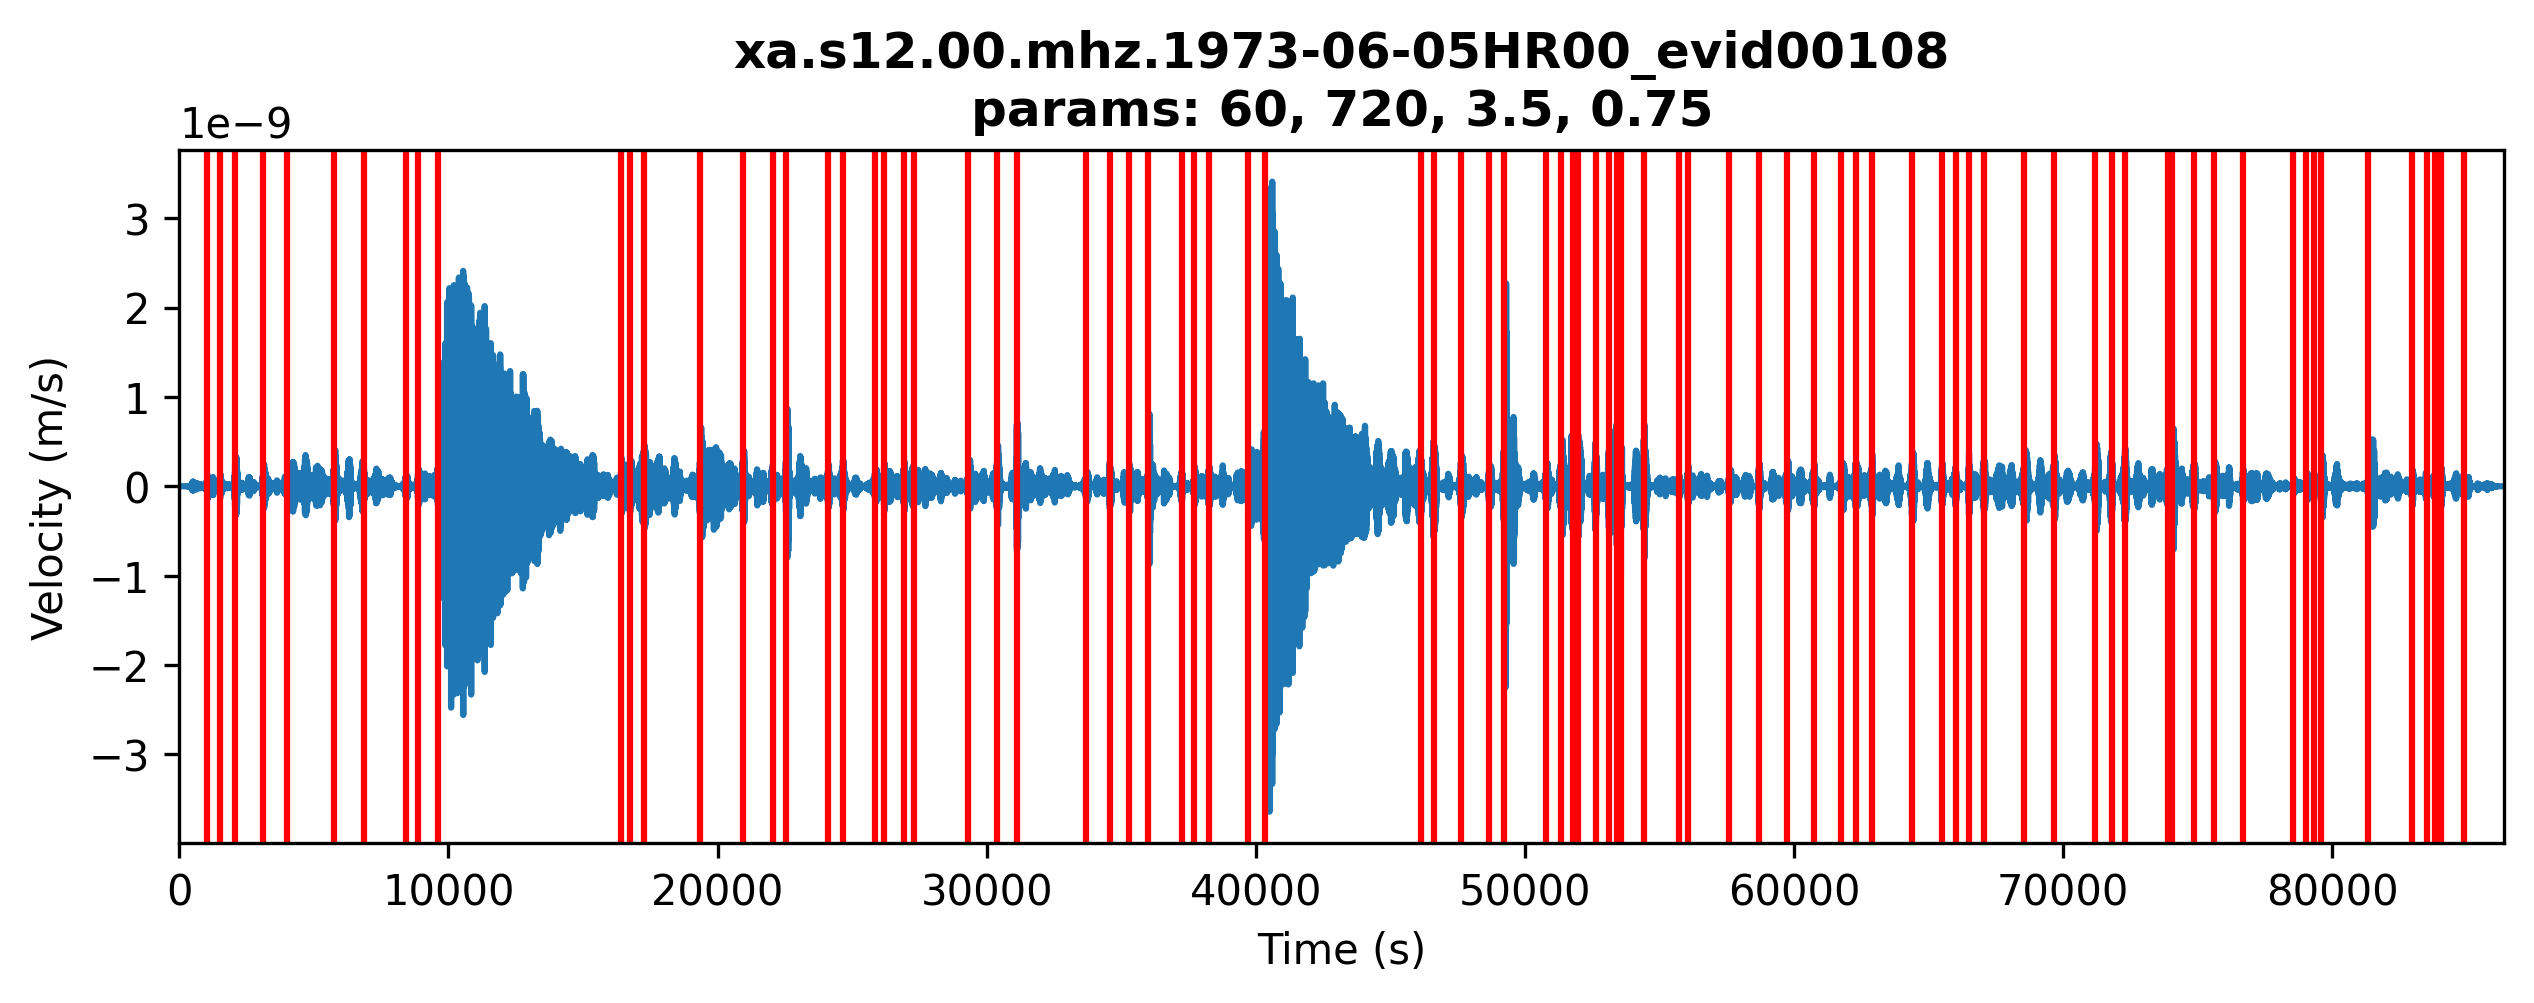 xa.s12.00.mhz.1973-06-05HR00_evid00108
params: 60, 720, 3.5, 0.75
1e−9
3
2
1
0
−1
−2
−3
Velocity (m/s)
0 10000 20000 30000 40000 50000 60000 70000 80000
Time (s)